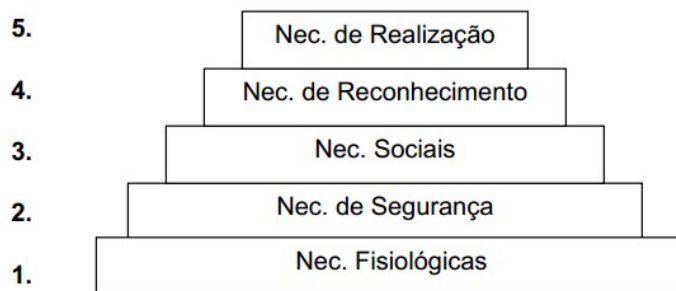 5. Nec. de Realização
4. Nec. de Reconhecimento
3. Nec. Sociais
2. Nec. de Segurança
1. Nec. Fisiológicas